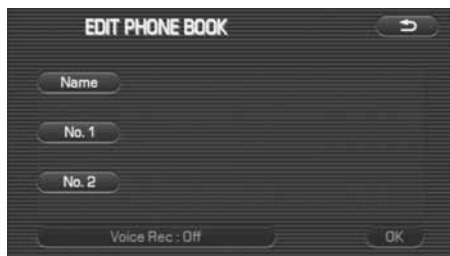 EDIT PHONE BOOK
Name
No. 1
No. 2
Voice Rec : Off
OK